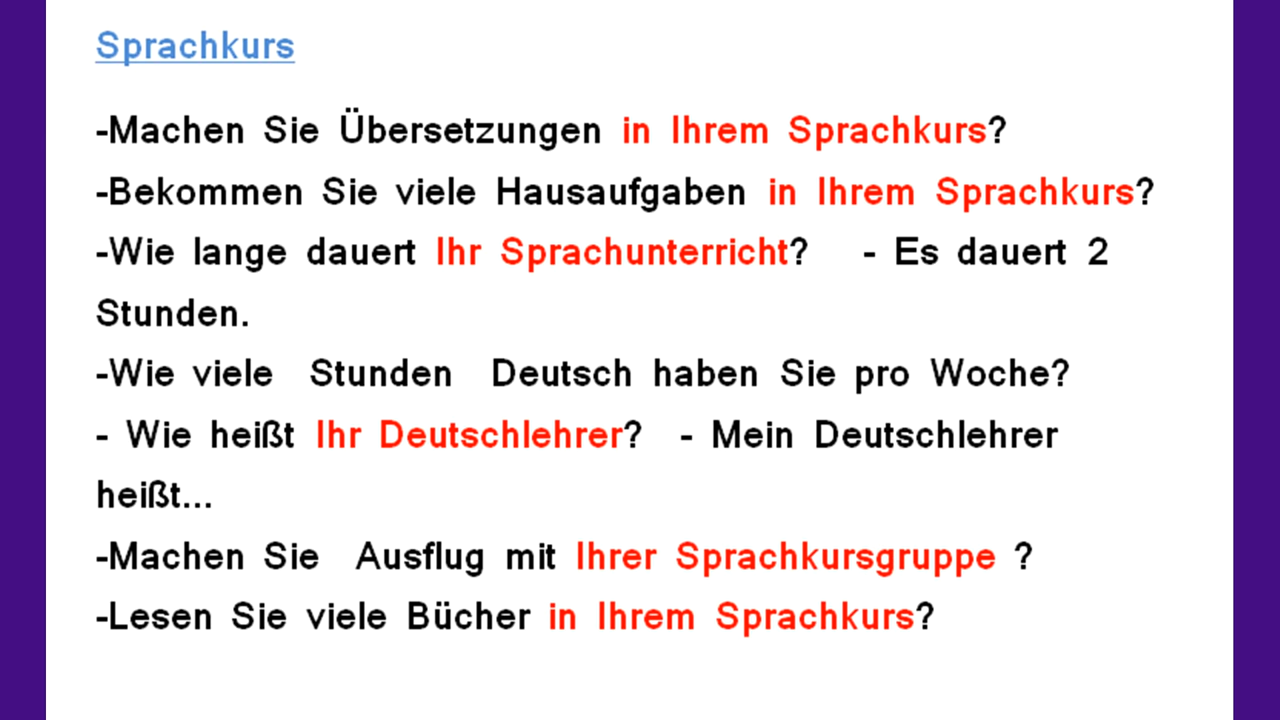 Sprachkurs
-Machen Sie Übersetzungen in Ihrem Sprachkurs?
-Bekommen Sie viele Hausaufgaben in Ihrem Sprachkurs?
-Wie lange dauert Ihr Sprachunterricht? - Es dauert 2
Stunden.
-Wie viele Stunden Deutsch haben Sie pro Woche?
- Wie heißt Ihr Deutschlehrer? - Mein Deutschlehrer
heißt...
-Machen Sie Ausflug mit Ihrer Sprachkursgruppe ?
-Lesen Sie viele Bücher in Ihrem Sprachkurs?